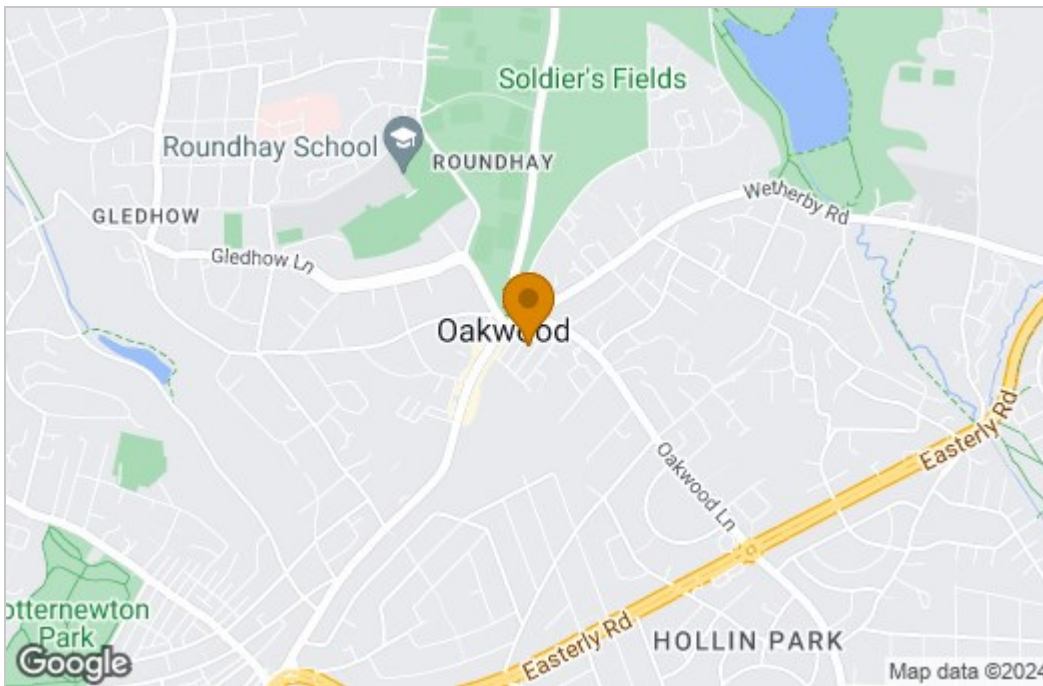 Soldier's Fields
Roundhay School
ROUNDHAY
Wetherby Rd
GLEDHOW
Gledhow Ln
Oakwood
Easterly Rd
Oakwood Ln
otternewton
Park
Easterly Rd
HOLLIN PARK
Google
Map data ©2024